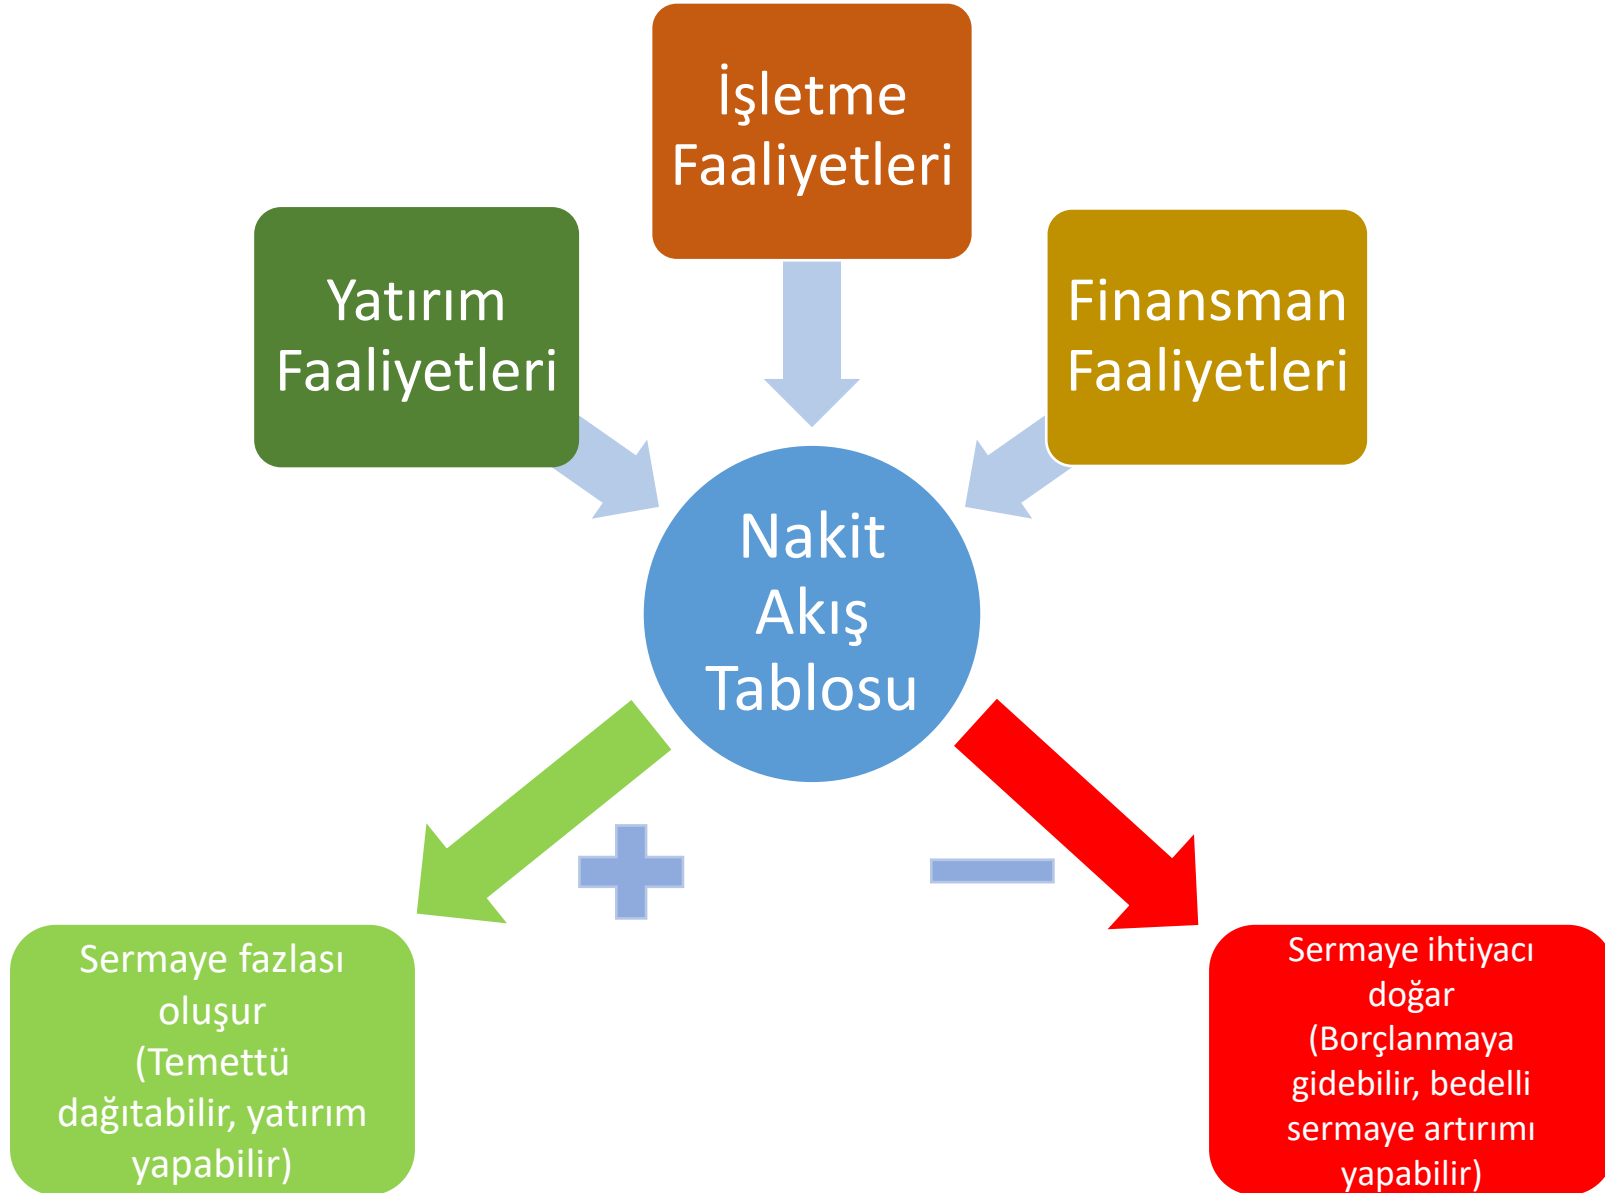 İşletme
Faaliyetleri
Yatırım
Faaliyetleri
Finansman
Faaliyetleri
Nakit
Akış
Tablosu
Sermaye fazlası
oluşur
(Temettü
dağıtabilir, yatırım
yapabilir)
Sermaye ihtiyacı
doğar
(Borçlanmaya
gidebilir, bedelli
sermaye artırımı
yapabilir)